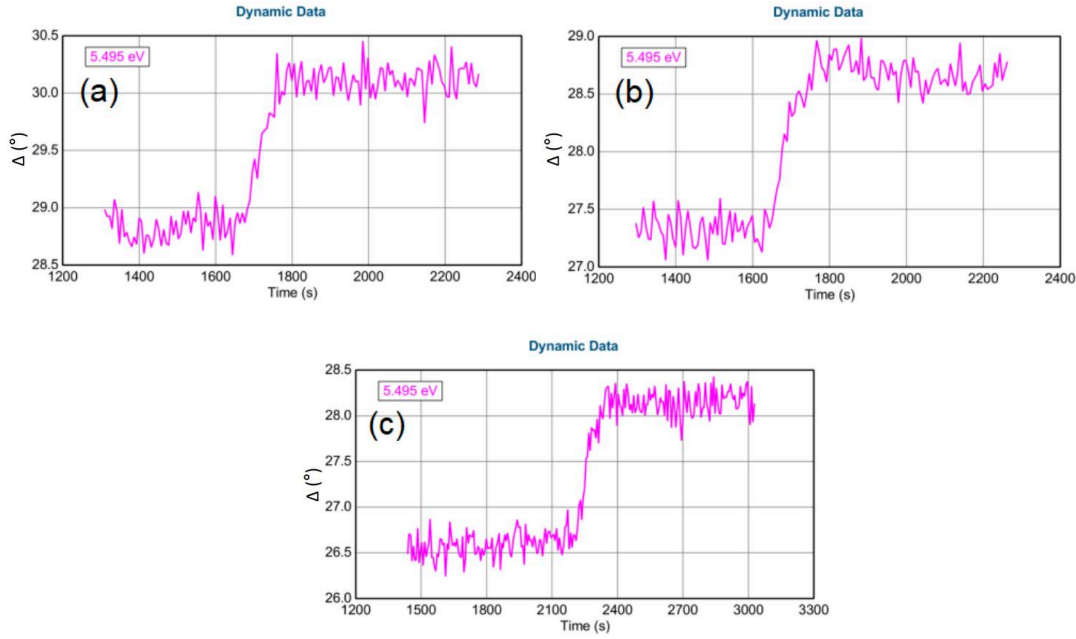 Dynamic Data
30.5
30.0
29.5
29.0
28.5
5.495 eV
(a)
Δ (°)
1200 1400 1600 1800 2000 2200 2400
Time (s)
Dynamic Data
29.0
28.5
28.0
27.5
27.0
5.495 eV
(b)
Δ (°)
1200 1400 1600 1800 2000 2200 2400
Time (s)
Dynamic Data
28.5
28.0
27.5
27.0
26.5
26.0
5.495 eV
(c)
Δ (°)
1200 1500 1800 2100 2400 2700 3000 3300
Time (s)